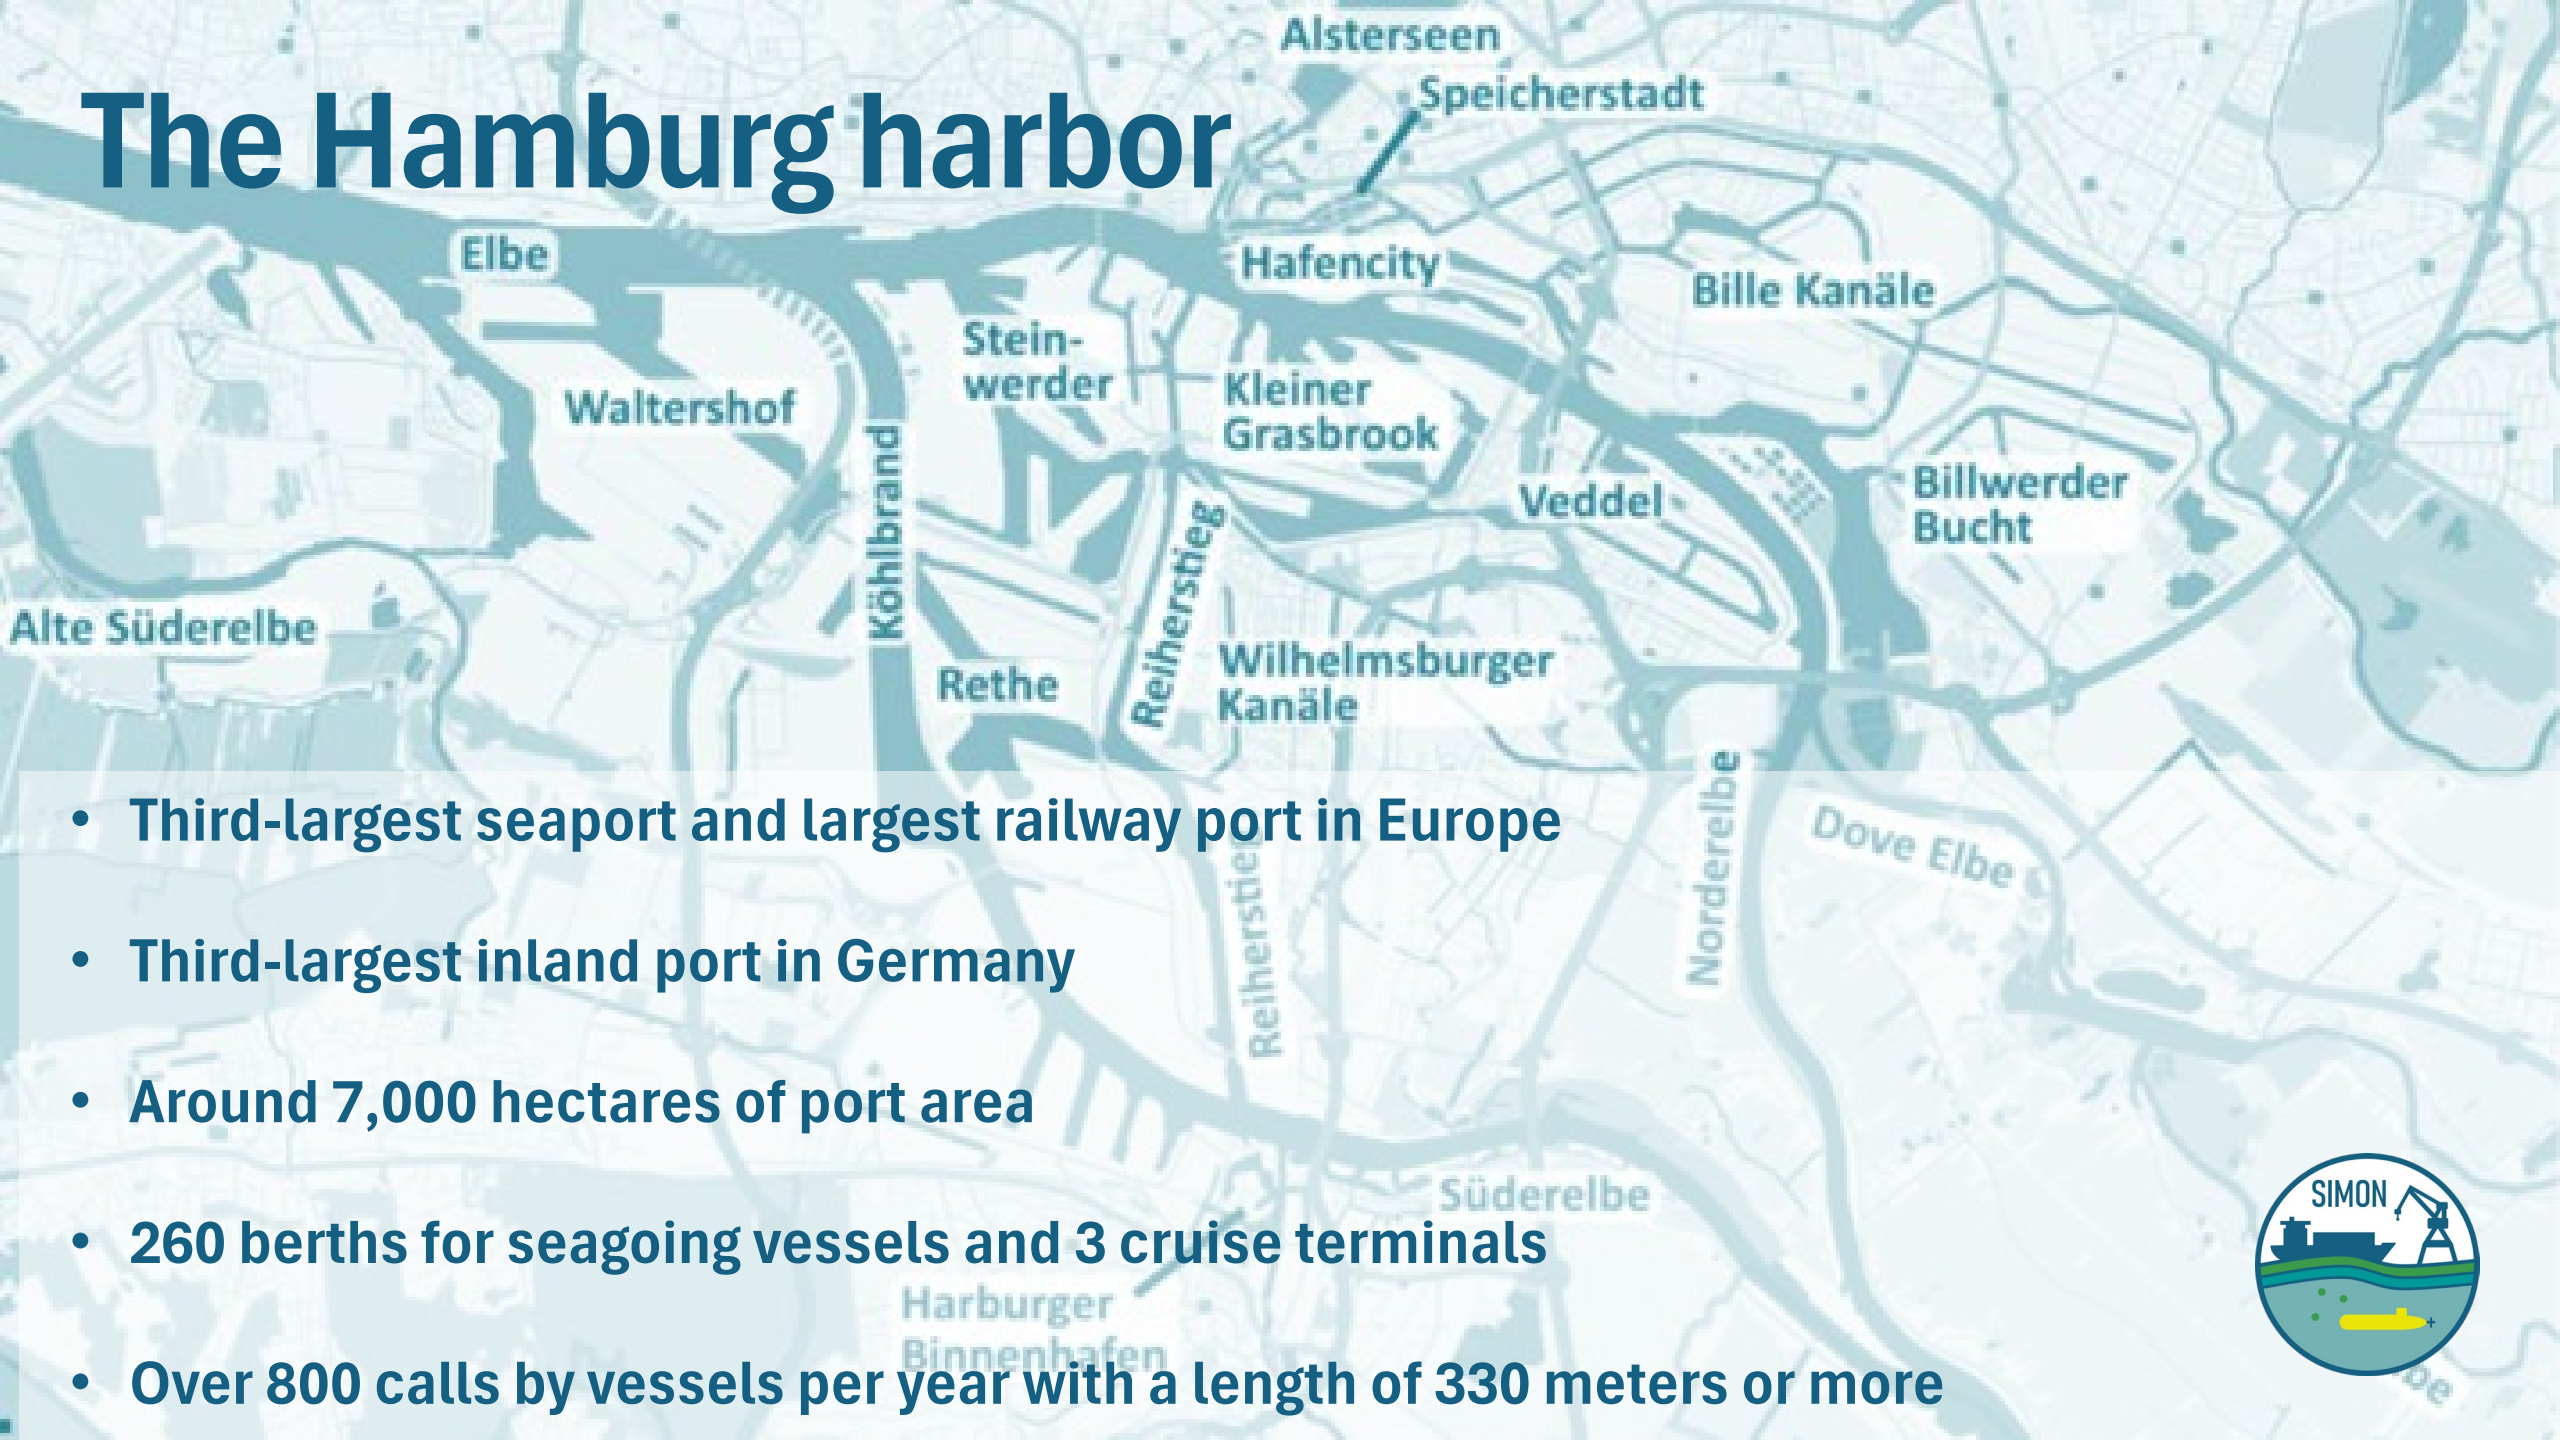 Alsterseen
Speicherstadt
The Hamburg harbor
Elbe
Hafencity
Bille Kanäle
Stein-
werder
Waltershof
Kleiner
Grasbrook
Köhlbrand
Veddel
Billwerder
Bucht
Reiherstieg
Alte Süderelbe
Rethe
Wilhelmsburger
Kanäle
Norderelbe
Dove Elbe
• Third-largest seaport and largest railway port in Europe
Reiherstieg
• Third-largest inland port in Germany
• Around 7,000 hectares of port area
Süderelbe
SIMON
• 260 berths for seagoing vessels and 3 cruise terminals
Harburger
Binnenhafen
• Over 800 calls by vessels per year with a length of 330 meters or more